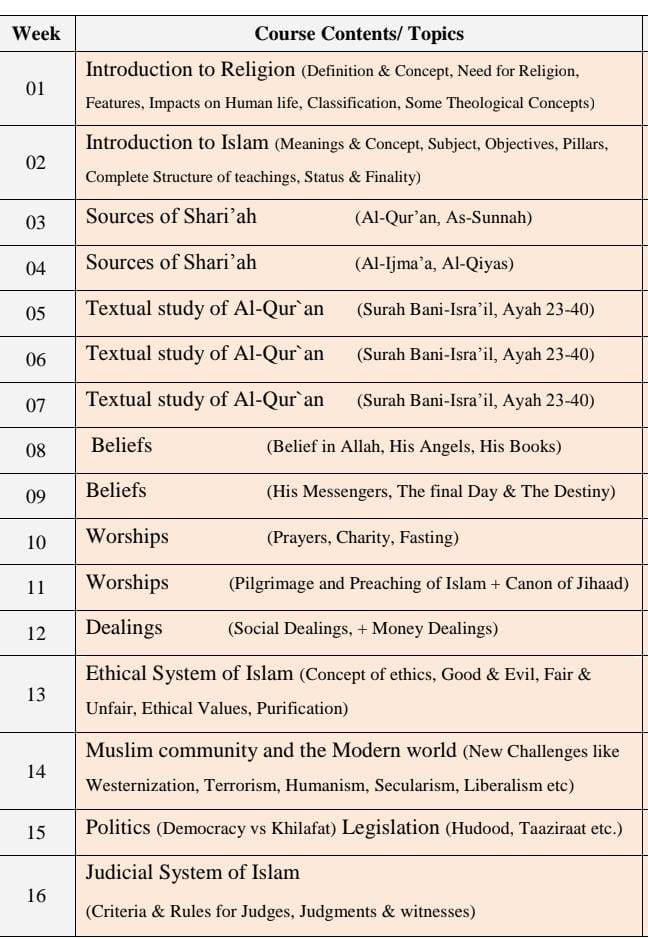 Week Course Contents/ Topics
01 Introduction to Religion (Definition & Concept, Need for Religion,
Features, Impacts on Human life, Classification, Some Theological Concepts)
02 Introduction to Islam (Meanings & Concept, Subject, Objectives, Pillars,
Complete Structure of teachings, Status & Finality)
03 Sources of Shari’ah (Al-Qur’an, As-Sunnah)
04 Sources of Shari’ah (Al-Ijma’a, Al-Qiyas)
05 Textual study of Al-Qur`an (Surah Bani-Isra’il, Ayah 23-40)
06 Textual study of Al-Qur`an (Surah Bani-Isra’il, Ayah 23-40)
07 Textual study of Al-Qur`an (Surah Bani-Isra’il, Ayah 23-40)
08 Beliefs (Belief in Allah, His Angels, His Books)
09 Beliefs (His Messengers, The final Day & The Destiny)
10 Worships (Prayers, Charity, Fasting)
11 Worships (Pilgrimage and Preaching of Islam + Canon of Jihaad)
12 Dealings (Social Dealings, + Money Dealings)
13 Ethical System of Islam (Concept of ethics, Good & Evil, Fair &
Unfair, Ethical Values, Purification)
14 Muslim community and the Modern world (New Challenges like
Westernization, Terrorism, Humanism, Secularism, Liberalism etc)
15 Politics (Democracy vs Khilafat) Legislation (Hudood, Taaziraat etc.)
16 Judicial System of Islam
(Criteria & Rules for Judges, Judgments & witnesses)